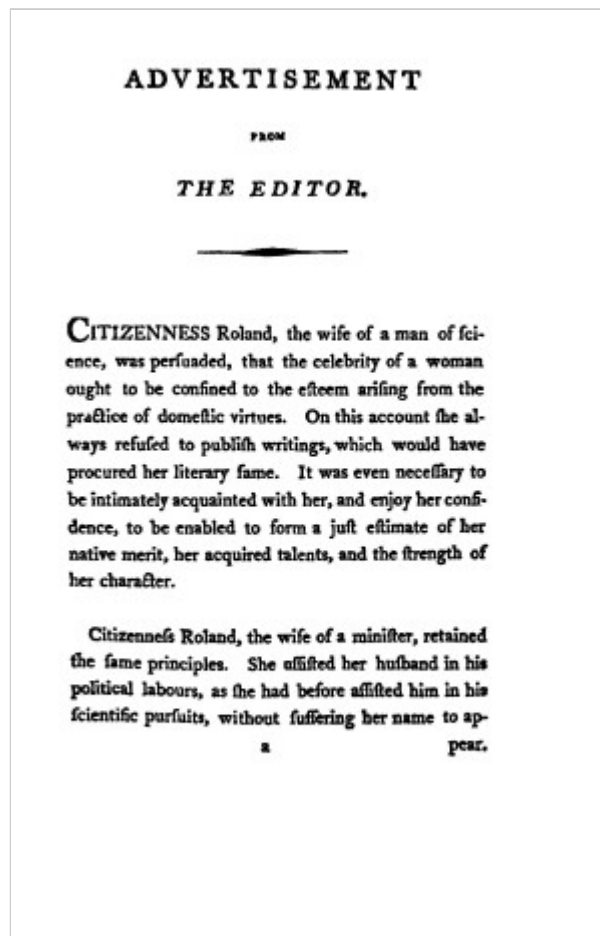 ADVERTISEMENT
FROM
THE EDITOR.
CITIZENNESS Roland, the wife of a man of ſci-
ence, was perſuaded, that the celebrity of a woman
ought to be confined to the eſteem ariſing from the
practice of domeſtic virtues. On this account ſhe al-
ways refuſed to publiſh writings, which would have
procured her literary fame. It was even neceſſary to
be intimately acquainted with her, and enjoy her confi-
dence, to be enabled to form a juſt eſtimate of her
native merit, her acquired talents, and the ſtrength of
her character.
Citizenneſs Roland, the wife of a miniſter, retained
the ſame principles. She aſſiſted her huſband in his
political labours, as ſhe had before aſſiſted him in his
ſcientific purſuits, without ſuffering her name to ap-
a pear.